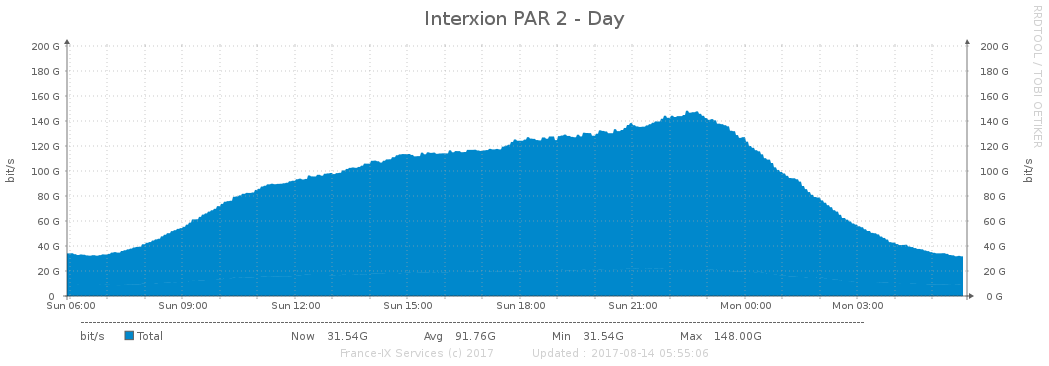 Interxion PAR 2 - Day
RRDTOOL / TOBI OETIKER
bit/s
200 G 200 G
180 G 180 G
160 G 160 G
140 G 140 G
120 G 120 G
100 G 100 G
80 G 80 G
60 G 60 G
40 G 40 G
20 G 20 G
0 0 G
bit/s
Sun 06:00 Sun 09:00 Sun 12:00 Sun 15:00 Sun 18:00 Sun 21:00 Mon 00:00 Mon 03:00
bit/s Total Now 31.54G Avg 91.76G Min 31.54G Max 148.00G
France-IX Services (c) 2017 Updated : 2017-08-14 05:55:06